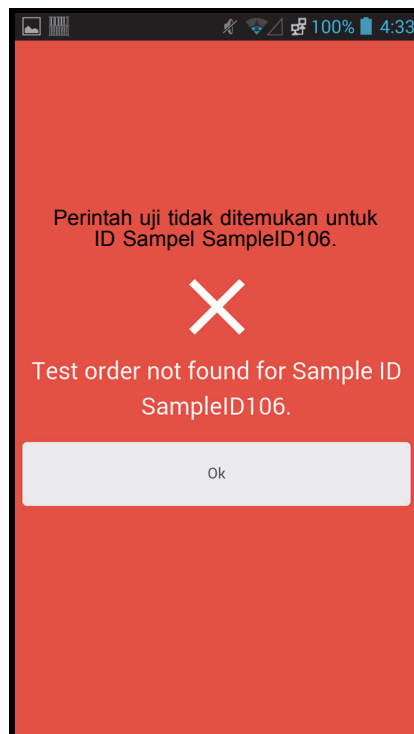 100% 4:33
Perintah uji tidak ditemukan untuk
ID Sampel SampleID106.
Test order not found for Sample ID
SampleID106.
Ok